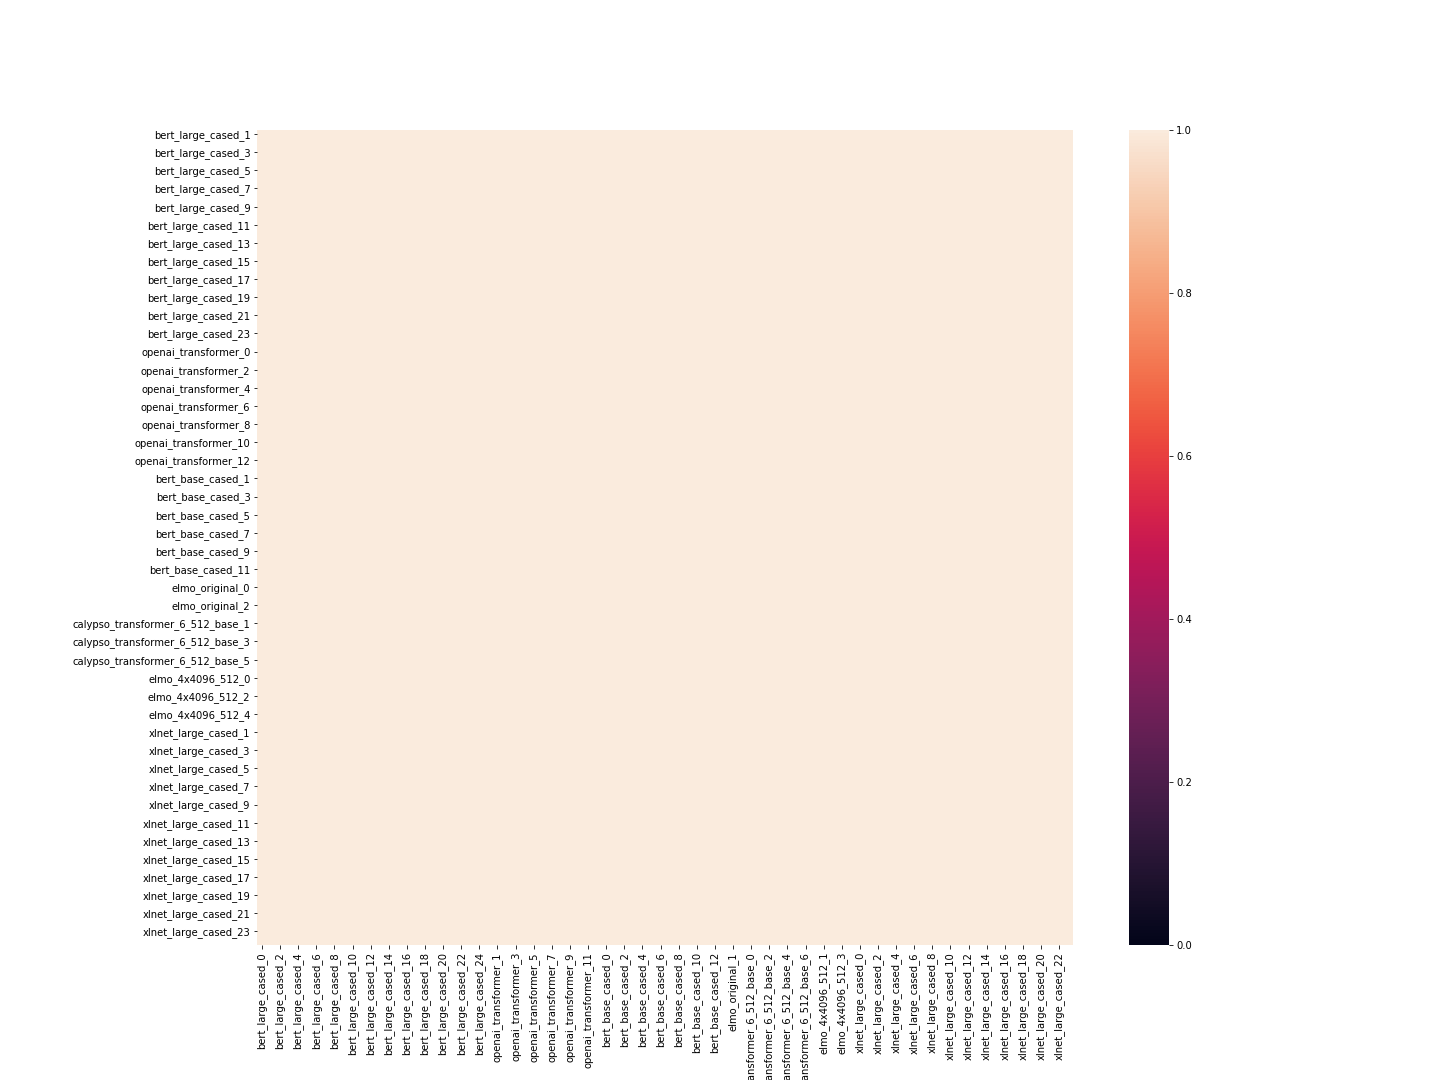 bert_large_cased_1
bert_large_cased_3
bert_large_cased_5
bert_large_cased_7
bert_large_cased_9
bert_large_cased_11
bert_large_cased_13
bert_large_cased_15
bert_large_cased_17
bert_large_cased_19
bert_large_cased_21
bert_large_cased_23
openai_transformer_0
openai_transformer_2
openai_transformer_4
openai_transformer_6
openai_transformer_8
openai_transformer_10
openai_transformer_12
bert_base_cased_1
bert_base_cased_3
bert_base_cased_5
bert_base_cased_7
bert_base_cased_9
bert_base_cased_11
elmo_original_0
elmo_original_2
calypso_transformer_6_512_base_1
calypso_transformer_6_512_base_3
calypso_transformer_6_512_base_5
elmo_4x4096_512_0
elmo_4x4096_512_2
elmo_4x4096_512_4
xlnet_large_cased_1
xlnet_large_cased_3
xlnet_large_cased_5
xlnet_large_cased_7
xlnet_large_cased_9
xlnet_large_cased_11
xlnet_large_cased_13
xlnet_large_cased_15
xlnet_large_cased_17
xlnet_large_cased_19
xlnet_large_cased_21
xlnet_large_cased_23
bert_large_cased_0
bert_large_cased_2
bert_large_cased_4
bert_large_cased_6
bert_large_cased_8
bert_large_cased_10
bert_large_cased_12
bert_large_cased_14
bert_large_cased_16
bert_large_cased_18
bert_large_cased_20
bert_large_cased_22
bert_large_cased_24
openai_transformer_1
openai_transformer_3
openai_transformer_5
openai_transformer_7
openai_transformer_9
openai_transformer_11
bert_base_cased_0
bert_base_cased_2
bert_base_cased_4
bert_base_cased_6
bert_base_cased_8
bert_base_cased_10
bert_base_cased_12
elmo_original_1
ansformer_6_512_base_0
ansformer_6_512_base_2
ansformer_6_512_base_4
ansformer_6_512_base_6
elmo_4x4096_512_1
elmo_4x4096_512_3
xlnet_large_cased_0
xlnet_large_cased_2
xlnet_large_cased_4
xlnet_large_cased_6
xlnet_large_cased_8
xlnet_large_cased_10
xlnet_large_cased_12
xlnet_large_cased_14
xlnet_large_cased_16
xlnet_large_cased_18
xlnet_large_cased_20
xlnet_large_cased_22
1.0
0.8
0.6
0.4
0.2
0.0